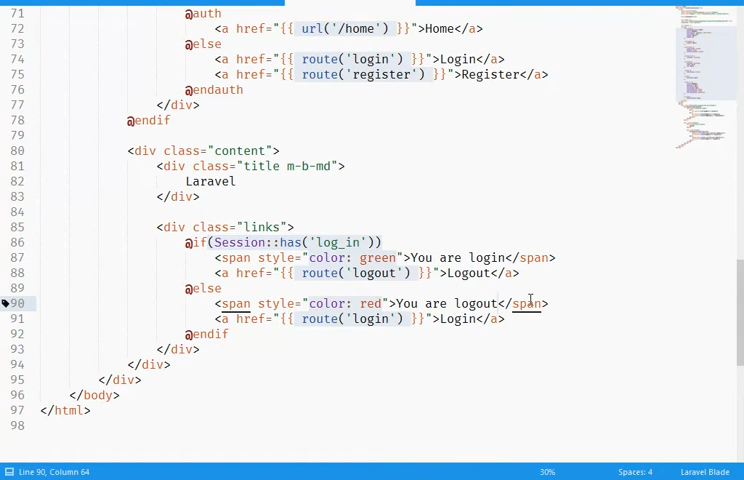 71 @auth
72 <a href="{{ url('/home') }}">Home</a>
73 @else
74 <a href="{{ route('login') }}">Login</a>
75 <a href="{{ route('register') }}">Register</a>
76 @endauth
77 </div>
78 @endif
79
80 <div class="content">
81 <div class="title m-b-md">
82 Laravel
83 </div>
84
85 <div class="links">
86 @if(Session::has('log_in'))
87 <span style="color: green">You are login</span>
88 <a href="{{ route('logout') }}">Logout</a>
89 @else
90 <span style="color: red">You are logout</span>
91 <a href="{{ route('login') }}">Login</a>
92 @endif
93 </div>
94 </div>
95 </div>
96 </body>
97 </html>
98
Line 90, Column 64 30% Spaces: 4 Laravel Blade